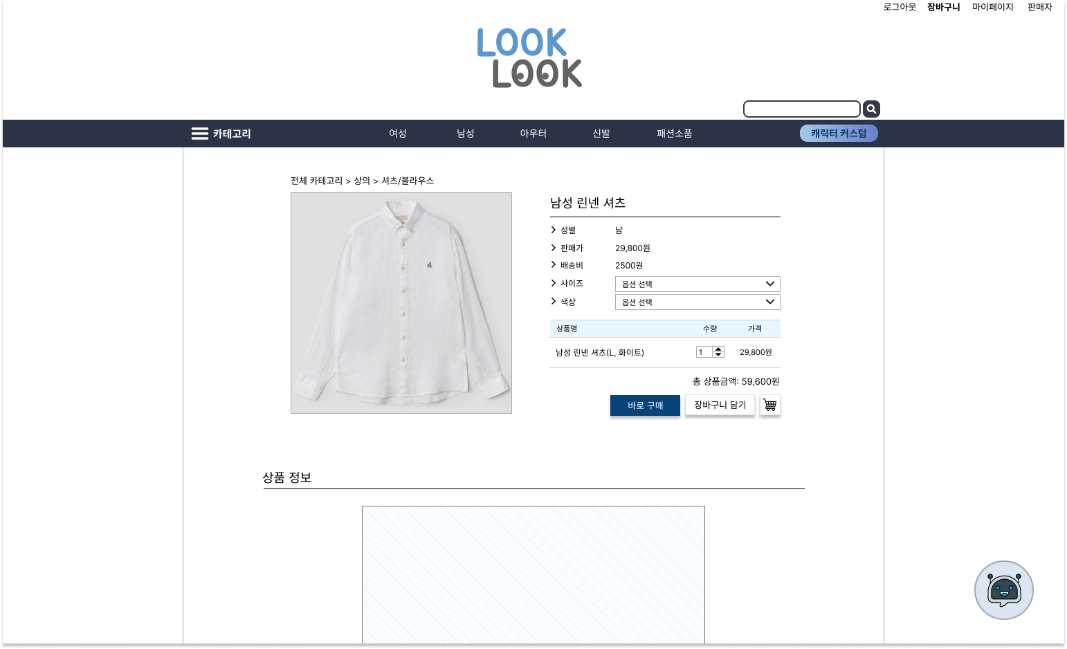 로그아웃 장바구니 마이페이지 판매자
LOOK
LOOK
카테고리 여성 남성 아우터 신발 패션소품 캐릭터 커스텀
전체 카테고리 > 상의 > 셔츠/블라우스
남성 린넨 셔츠
성별 남
판매가 29,800원
배송비 2500원
사이즈 옵션 선택
색상 옵션 선택
상품명 수량 가격
남성 린넨 셔츠(L, 화이트) 1 29,800원
총 상품금액: 59,600원
바로 구매 장바구니 담기
상품 정보